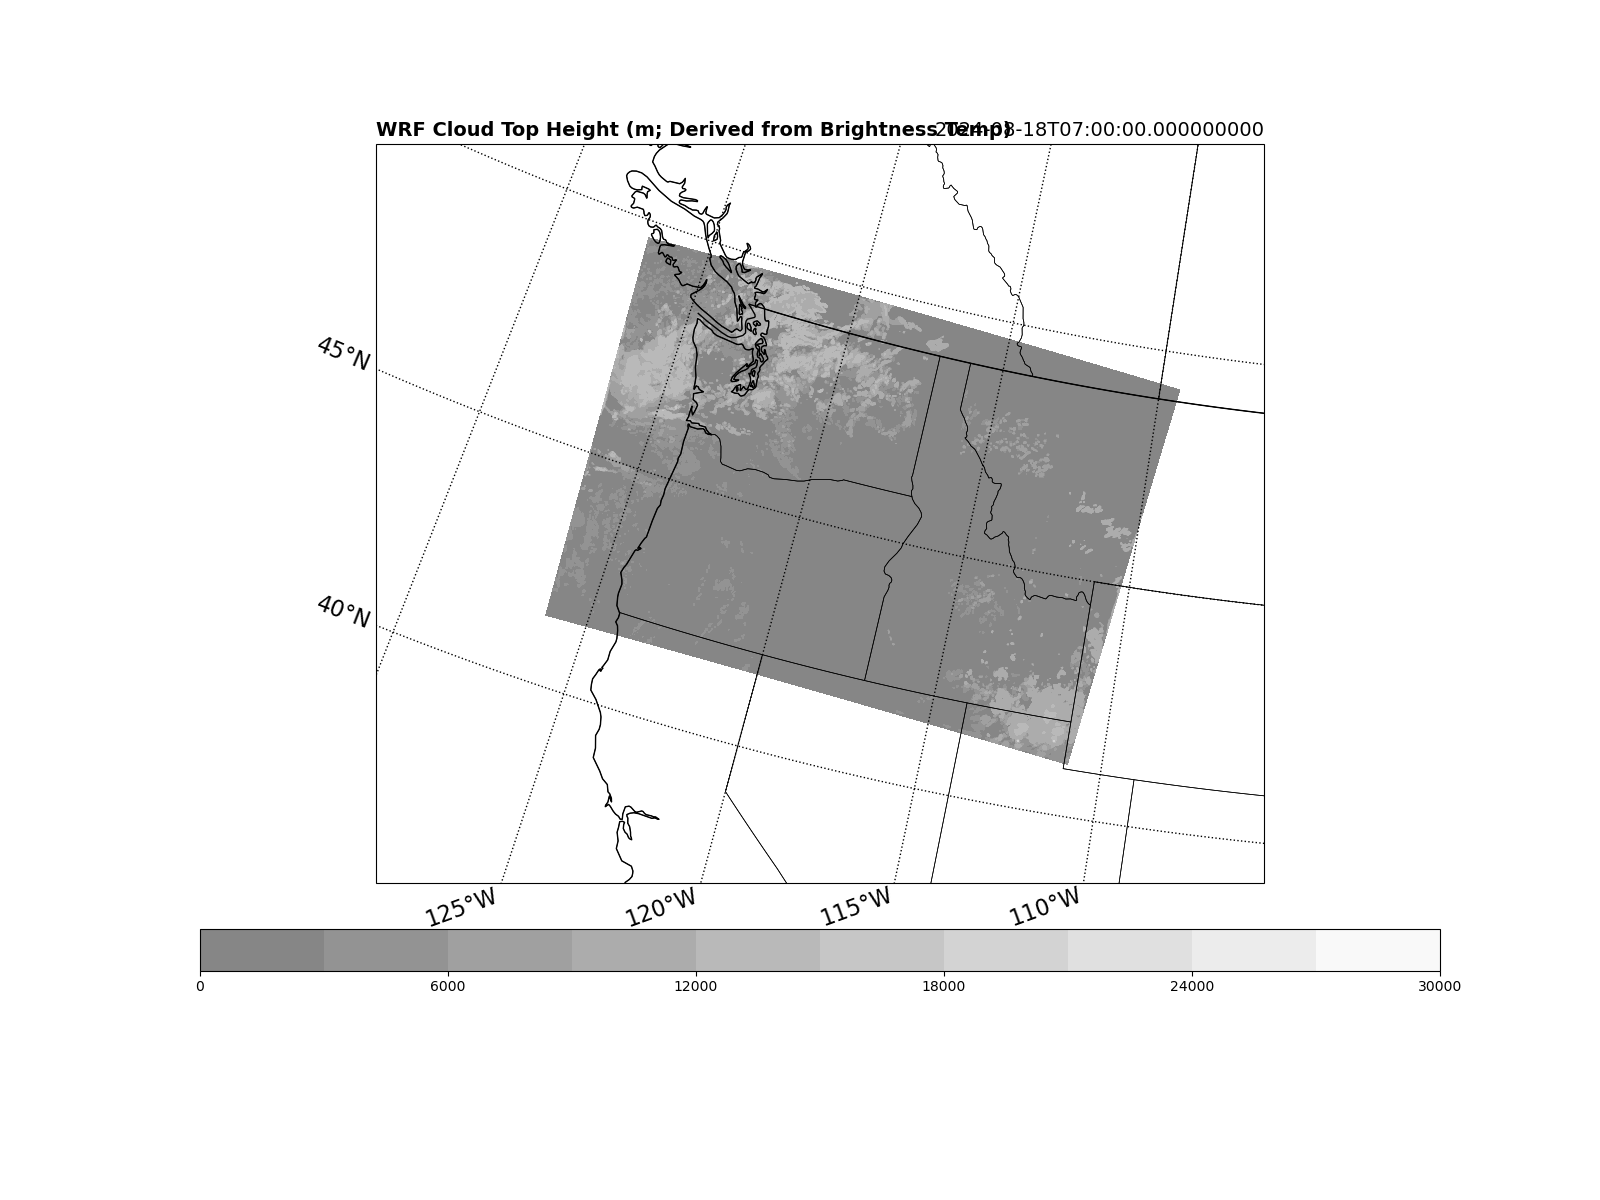 WRF Cloud Top Height (m; Derived from Brightness Temp) 2024-08-18T07:00:00.000000000
45°N
40°N
125°W 120°W 115°W 110°W
0 6000 12000 18000 24000 30000